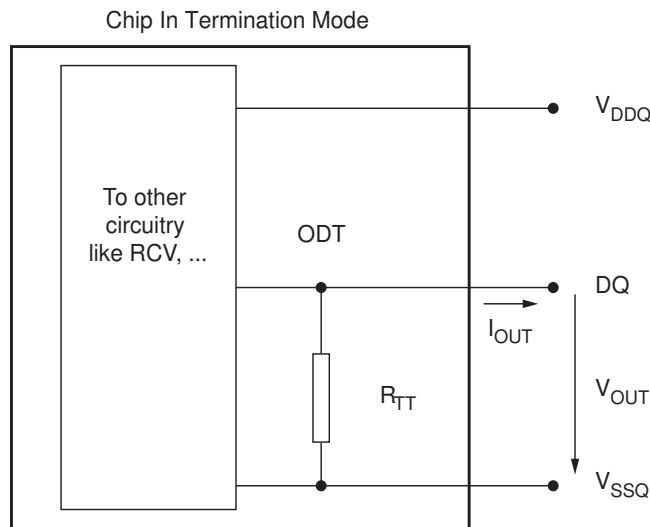 Chip In Termination Mode
VDDQ
To other
circuitry
like RCV, ...
ODT
DQ
IOUT
RTT
VOUT
VSSQ